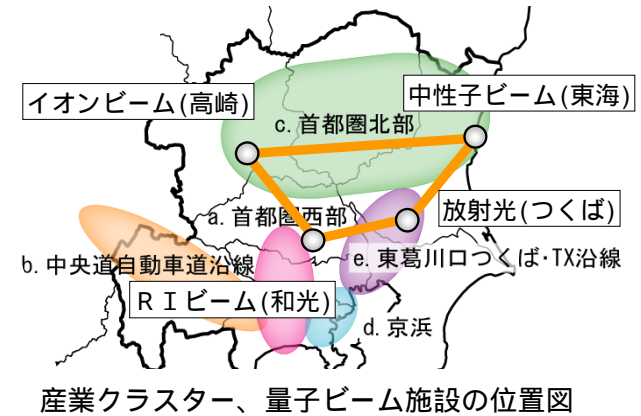 イオンビーム(高崎)
中性子ビーム(東海)
c. 首都圏北部
a. 首都圏西部
放射光(つくば)
b. 中央道自動車道沿線
e. 東葛川口つくば・TX沿線
ＲＩビーム(和光)
d. 京浜
産業クラスター、量子ビーム施設の位置図